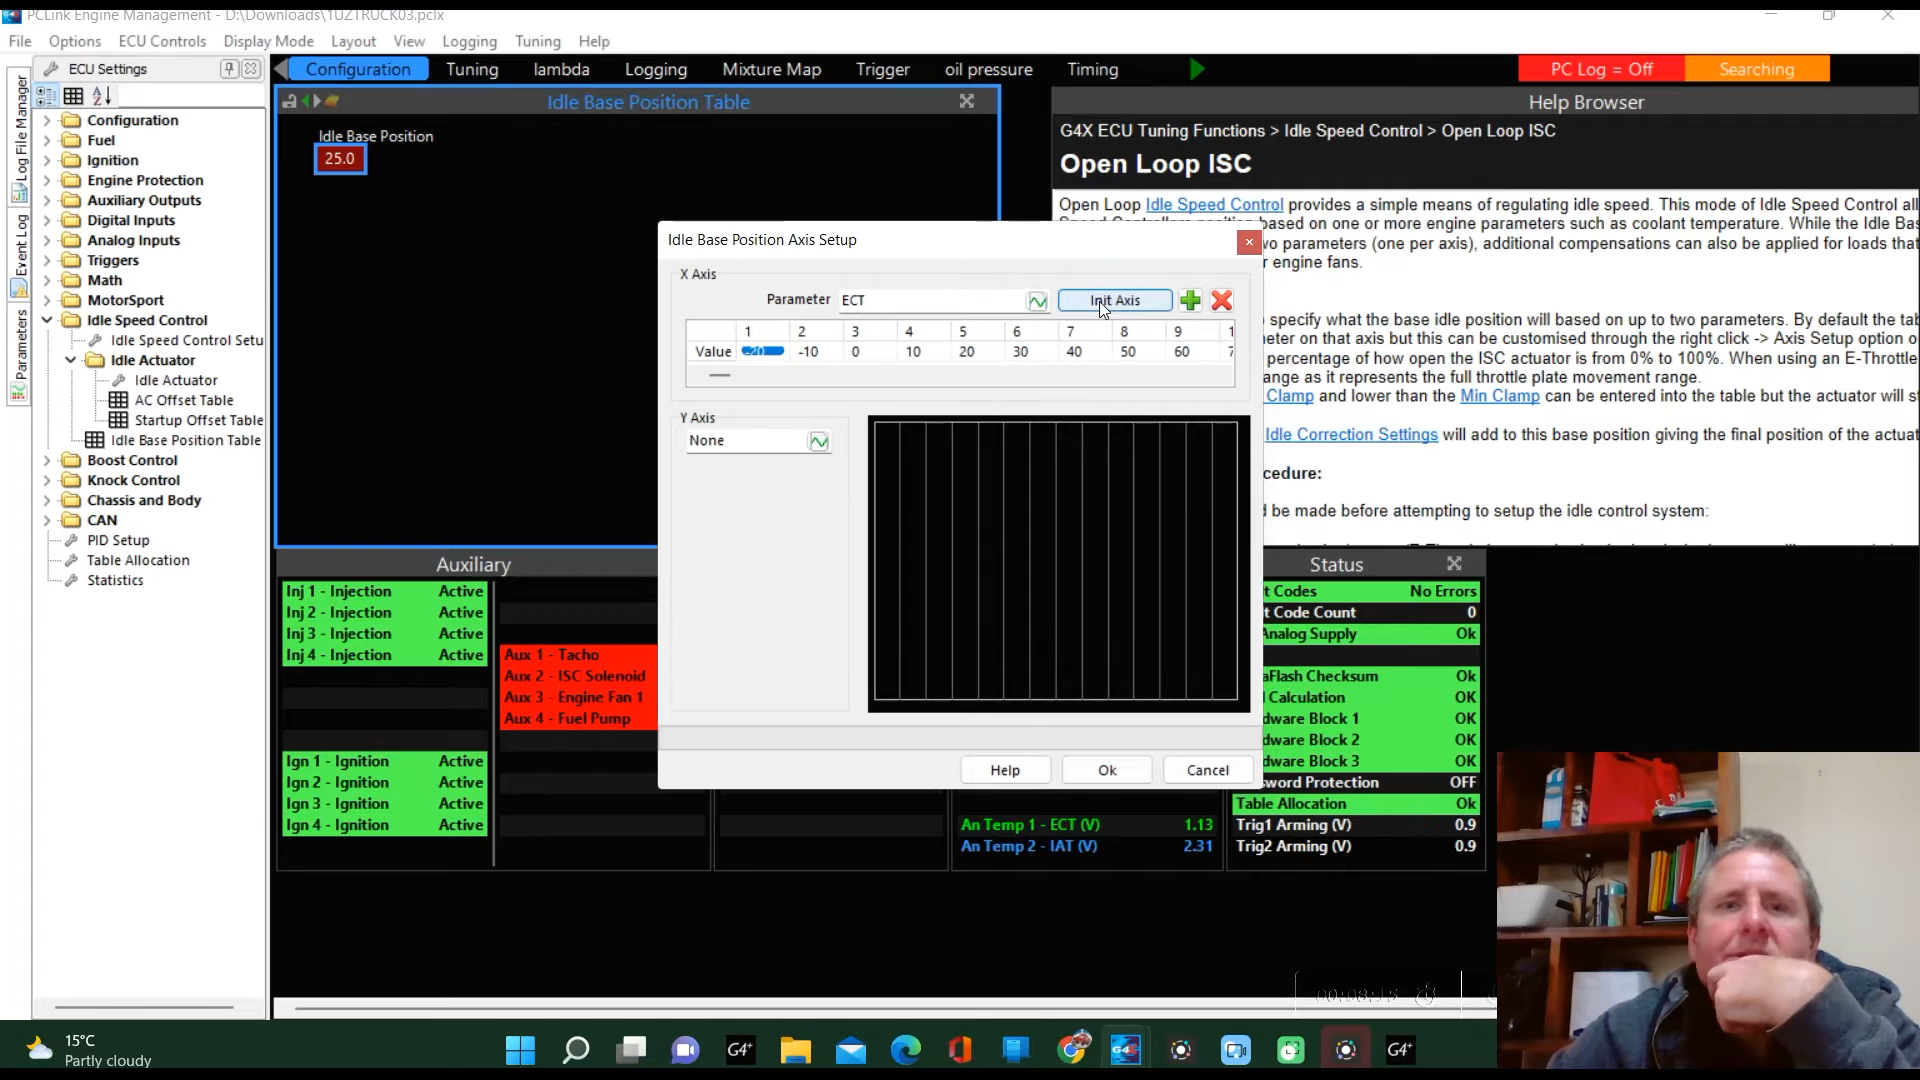 PCLink Engine Management - D:\Downloads\1UZTRUCK03.pclx
File Options ECU Controls Display Mode Layout View Logging Tuning Help
Log File Manager
Event Log
Parameters
ECU Settings
Configuration
Fuel
Ignition
Engine Protection
Auxiliary Outputs
Digital Inputs
Analog Inputs
Triggers
Math
MotorSport
Idle Speed Control
Idle Speed Control Setu
Idle Actuator
Idle Actuator
AC Offset Table
Startup Offset Table
Idle Base Position Table
Boost Control
Knock Control
Chassis and Body
CAN
PID Setup
Table Allocation
Statistics
Configuration Tuning lambda Logging Mixture Map Trigger oil pressure Timing
PC Log = Off Searching
Idle Base Position Table
Idle Base Position
25.0
Help Browser
G4X ECU Tuning Functions > Idle Speed Control > Open Loop ISC
Open Loop ISC
Open Loop Idle Speed Control provides a simple means of regulating idle speed. This mode of Idle Speed Control all
based on one or more engine parameters such as coolant temperature. While the Idle Bas
wo parameters (one per axis), additional compensations can also be applied for loads that
r engine fans.
specify what the base idle position will based on up to two parameters. By default the tab
eter on that axis but this can be customised through the right click -> Axis Setup option o
percentage of how open the ISC actuator is from 0% to 100%. When using an E-Throttle
ange as it represents the full throttle plate movement range.
Clamp and lower than the Min Clamp can be entered into the table but the actuator will s
Idle Correction Settings will add to this base position giving the final position of the actuat
cedure:
d be made before attempting to setup the idle control system:
Idle Base Position Axis Setup
X Axis
Parameter ECT Init Axis
1 2 3 4 5 6 7 8 9 1
Value -20 -10 0 10 20 30 40 50 60 7
Y Axis
None
Help Ok Cancel
Auxiliary
Inj 1 - Injection Active
Inj 2 - Injection Active
Inj 3 - Injection Active
Inj 4 - Injection Active
Ign 1 - Ignition Active
Ign 2 - Ignition Active
Ign 3 - Ignition Active
Ign 4 - Ignition Active
Aux 1 - Tacho
Aux 2 - ISC Solenoid
Aux 3 - Engine Fan 1
Aux 4 - Fuel Pump
An Temp 1 - ECT (V) 1.13
An Temp 2 - IAT (V) 2.31
Status
t Codes No Errors
t Code Count 0
Analog Supply Ok
aFlash Checksum Ok
Calculation OK
dware Block 1 OK
dware Block 2 OK
dware Block 3 OK
sword Protection OFF
Table Allocation Ok
Trig1 Arming (V) 0.9
Trig2 Arming (V) 0.9
15°C
Partly cloudy
G4+
G4X
G4+